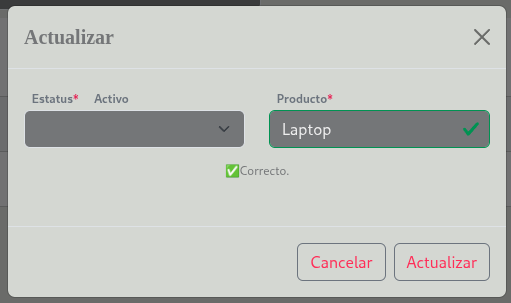 Actualizar
Estatus* Activo
Producto*
Laptop
✅Correcto.
Cancelar
Actualizar